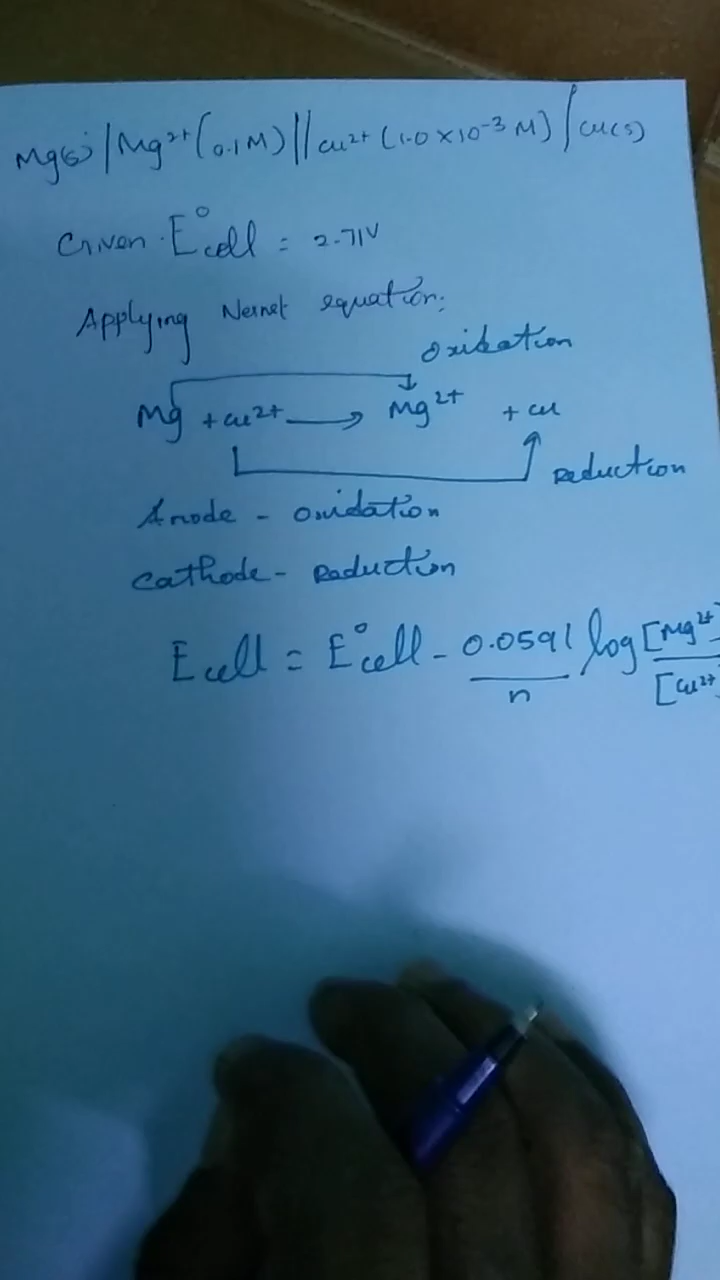 Mg(s) | Mg²⁺ (0.1M) || Cu²⁺ (1.0 × 10⁻³ M) | Cu(s)
Given. E°cell = 2.71V
Applying Nernst equation:
Oxidation
Mg + Cu²⁺ ⟶ Mg²⁺ + Cu
Reduction
Anode - Oxidation
Cathode - Reduction
Ecell = E°cell - 0.0591/n log [Mg²⁺]/[Cu²⁺]